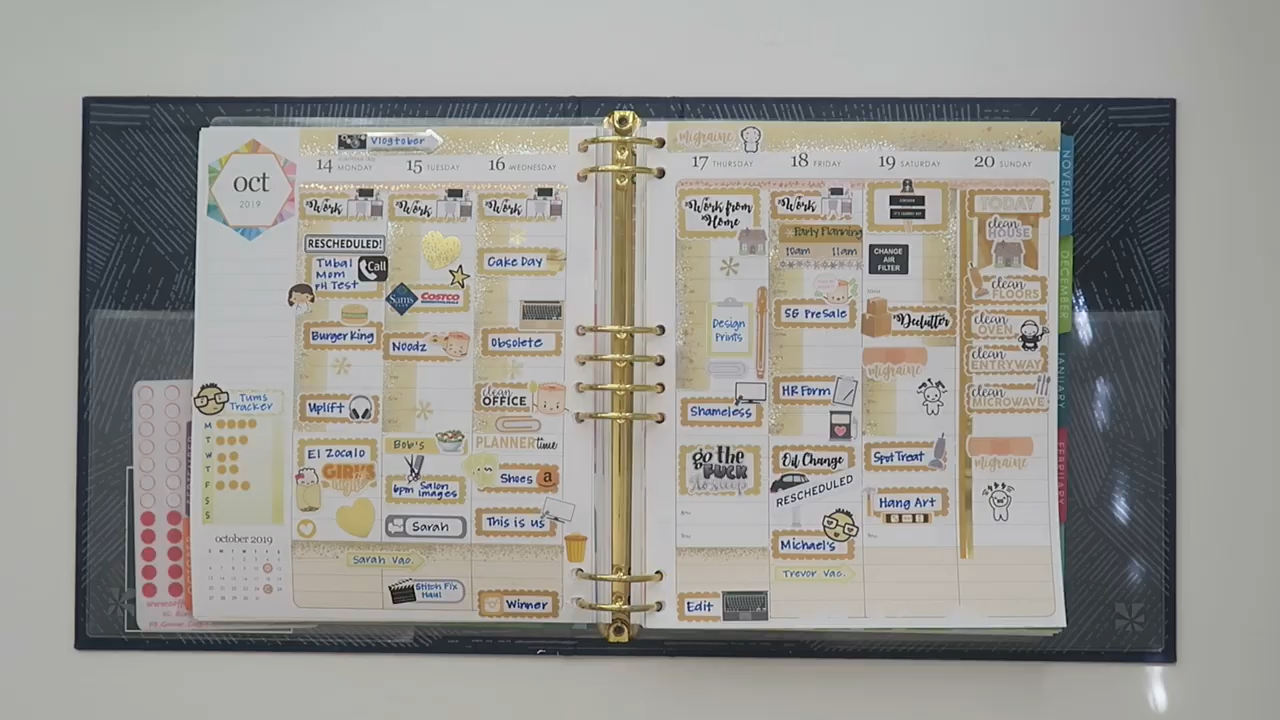 oct
2019
Vlogtober
14 MONDAY
15 TUESDAY
16 WEDNESDAY
Work
Work
Work
RESCHEDULED!
Tubal
Mom
pH Test
Call
Cake Day
Sam's
COSTCO
Burger King
Noodz
Obsolete
Tums
Tracker
M
T
W
T
F
S
S
Uplift
clean
OFFICE
PLANNER time
El Zocalo
GIRL'S
night
Bob's
6pm Salon
Images
Shoes
a
Sarah
This is us
october 2019
Sarah Vac.
Stitch Fix
Haul
Winner
migraine
17 THURSDAY
18 FRIDAY
19 SATURDAY
20 SUNDAY
Work from
Home
Work
Party Planning
10am 11am
CHANGE
AIR
FILTER
TODAY
clean
HOUSE
clean
FLOORS
Design
Prints
SG PreSale
Declutter
clean
OVEN
clean
ENTRYWAY
migraine
HR Form
clean
MICROWAVE
Shameless
go the
FUCK
to sleep
Oil Change
RESCHEDULED
Spot Treat
migraine
Hang Art
Michael's
Trevor Vac.
Edit
NOVEMBER
DECEMBER
JANUARY
FEBRUARY